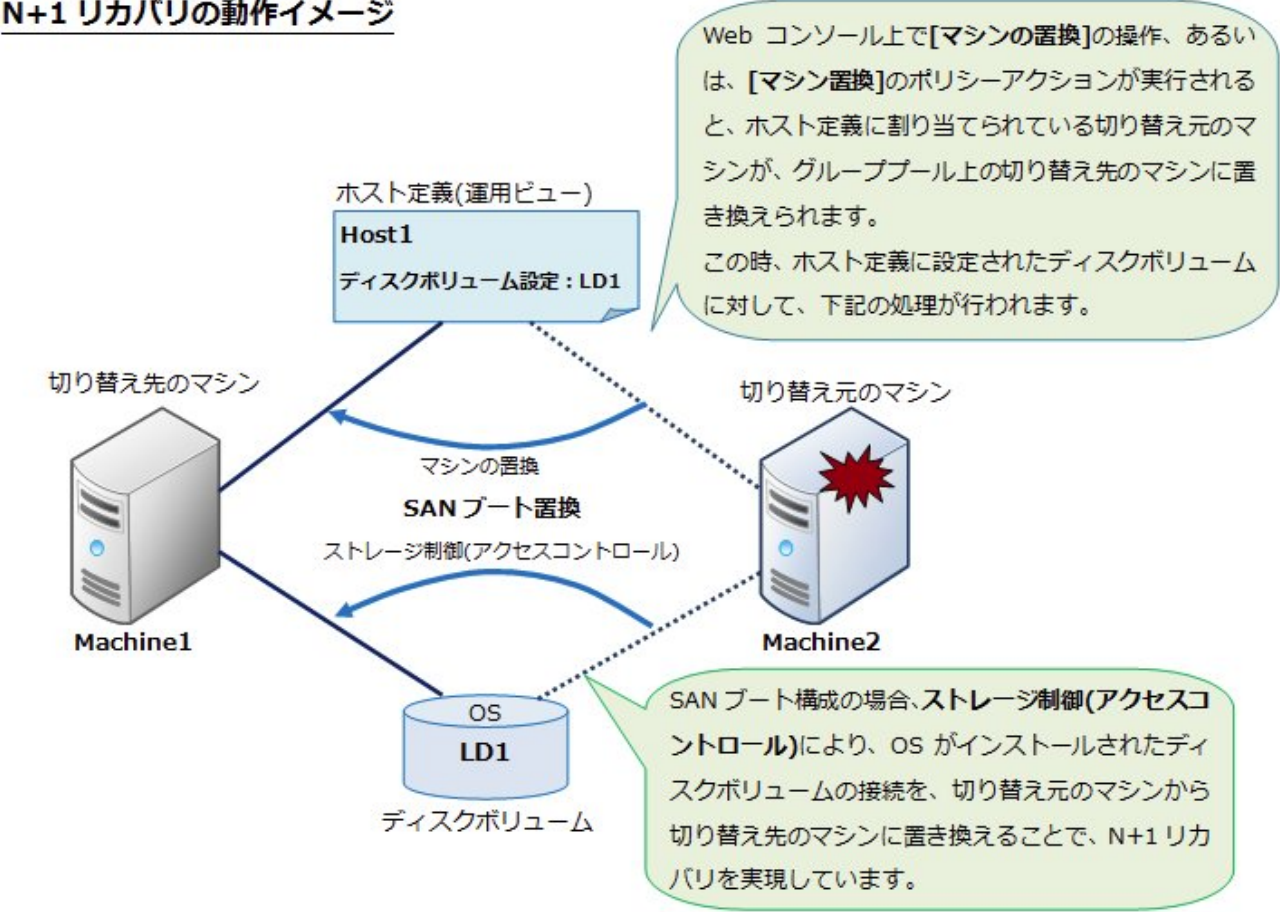 N+1 リカバリの動作イメージ
Web コンソール上で[マシンの置換]の操作、あるい
は、[マシン置換]のポリシーアクションが実行される
と、ホスト定義に割り当てられている切り替え元のマ
シンが、グループプール上の切り替え先のマシンに置
き換えられます。
この時、ホスト定義に設定されたディスクボリューム
に対して、下記の処理が行われます。
ホスト定義(運用ビュー)
Host1
ディスクボリューム設定：LD1
切り替え先のマシン
切り替え元のマシン
マシンの置換
SAN ブート置換
ストレージ制御(アクセスコントロール)
Machine1
Machine2
OS
LD1
ディスクボリューム
SAN ブート構成の場合、ストレージ制御(アクセスコ
ントロール)により、OS がインストールされたディ
スクボリュームの接続を、切り替え元のマシンから
切り替え先のマシンに置き換えることで、N+1 リカ
バリを実現しています。